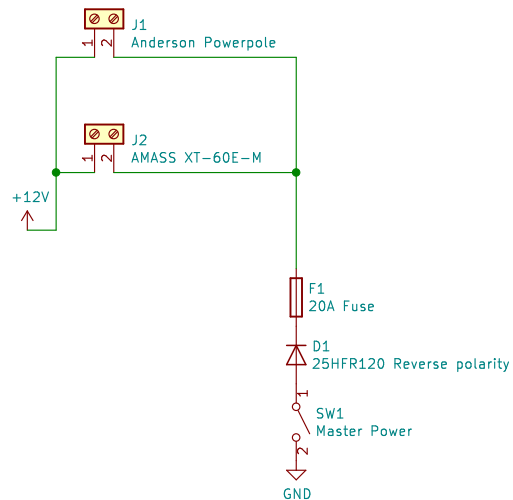 J1
1 2 Anderson Powerpole
J2
1 2 AMASS XT-60E-M
+12V
F1
20A Fuse
D1
25HFR120 Reverse polarity
1
SW1
Master Power
2
GND